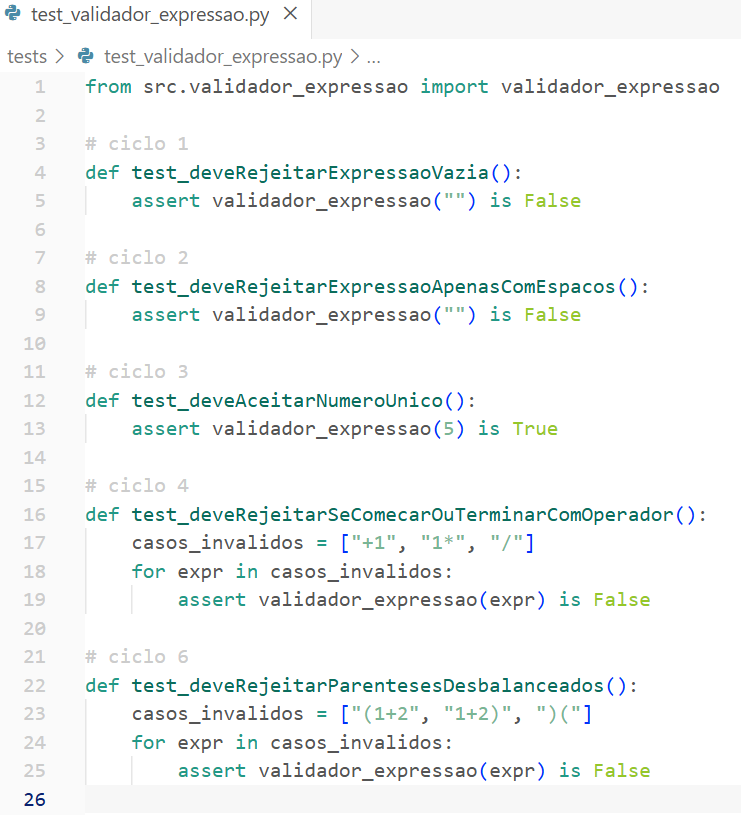 test_validador_expressao.py ×
tests > test_validador_expressao.py > ...
1 from src.validador_expressao import validador_expressao
2
3 # ciclo 1
4 def test_deveRejeitarExpressaoVazia():
5     assert validador_expressao("") is False
6
7 # ciclo 2
8 def test_deveRejeitarExpressaoApenasComEspacos():
9     assert validador_expressao("") is False
10
11 # ciclo 3
12 def test_deveAceitarNumeroUnico():
13     assert validador_expressao(5) is True
14
15 # ciclo 4
16 def test_deveRejeitarSeComecarOuTerminarComOperador():
17     casos_invalidos = ["+1", "1*", "/"]
18     for expr in casos_invalidos:
19         assert validador_expressao(expr) is False
20
21 # ciclo 6
22 def test_deveRejeitarParentesesDesbalanceados():
23     casos_invalidos = ["(1+2", "1+2)", ")("]
24     for expr in casos_invalidos:
25         assert validador_expressao(expr) is False
26